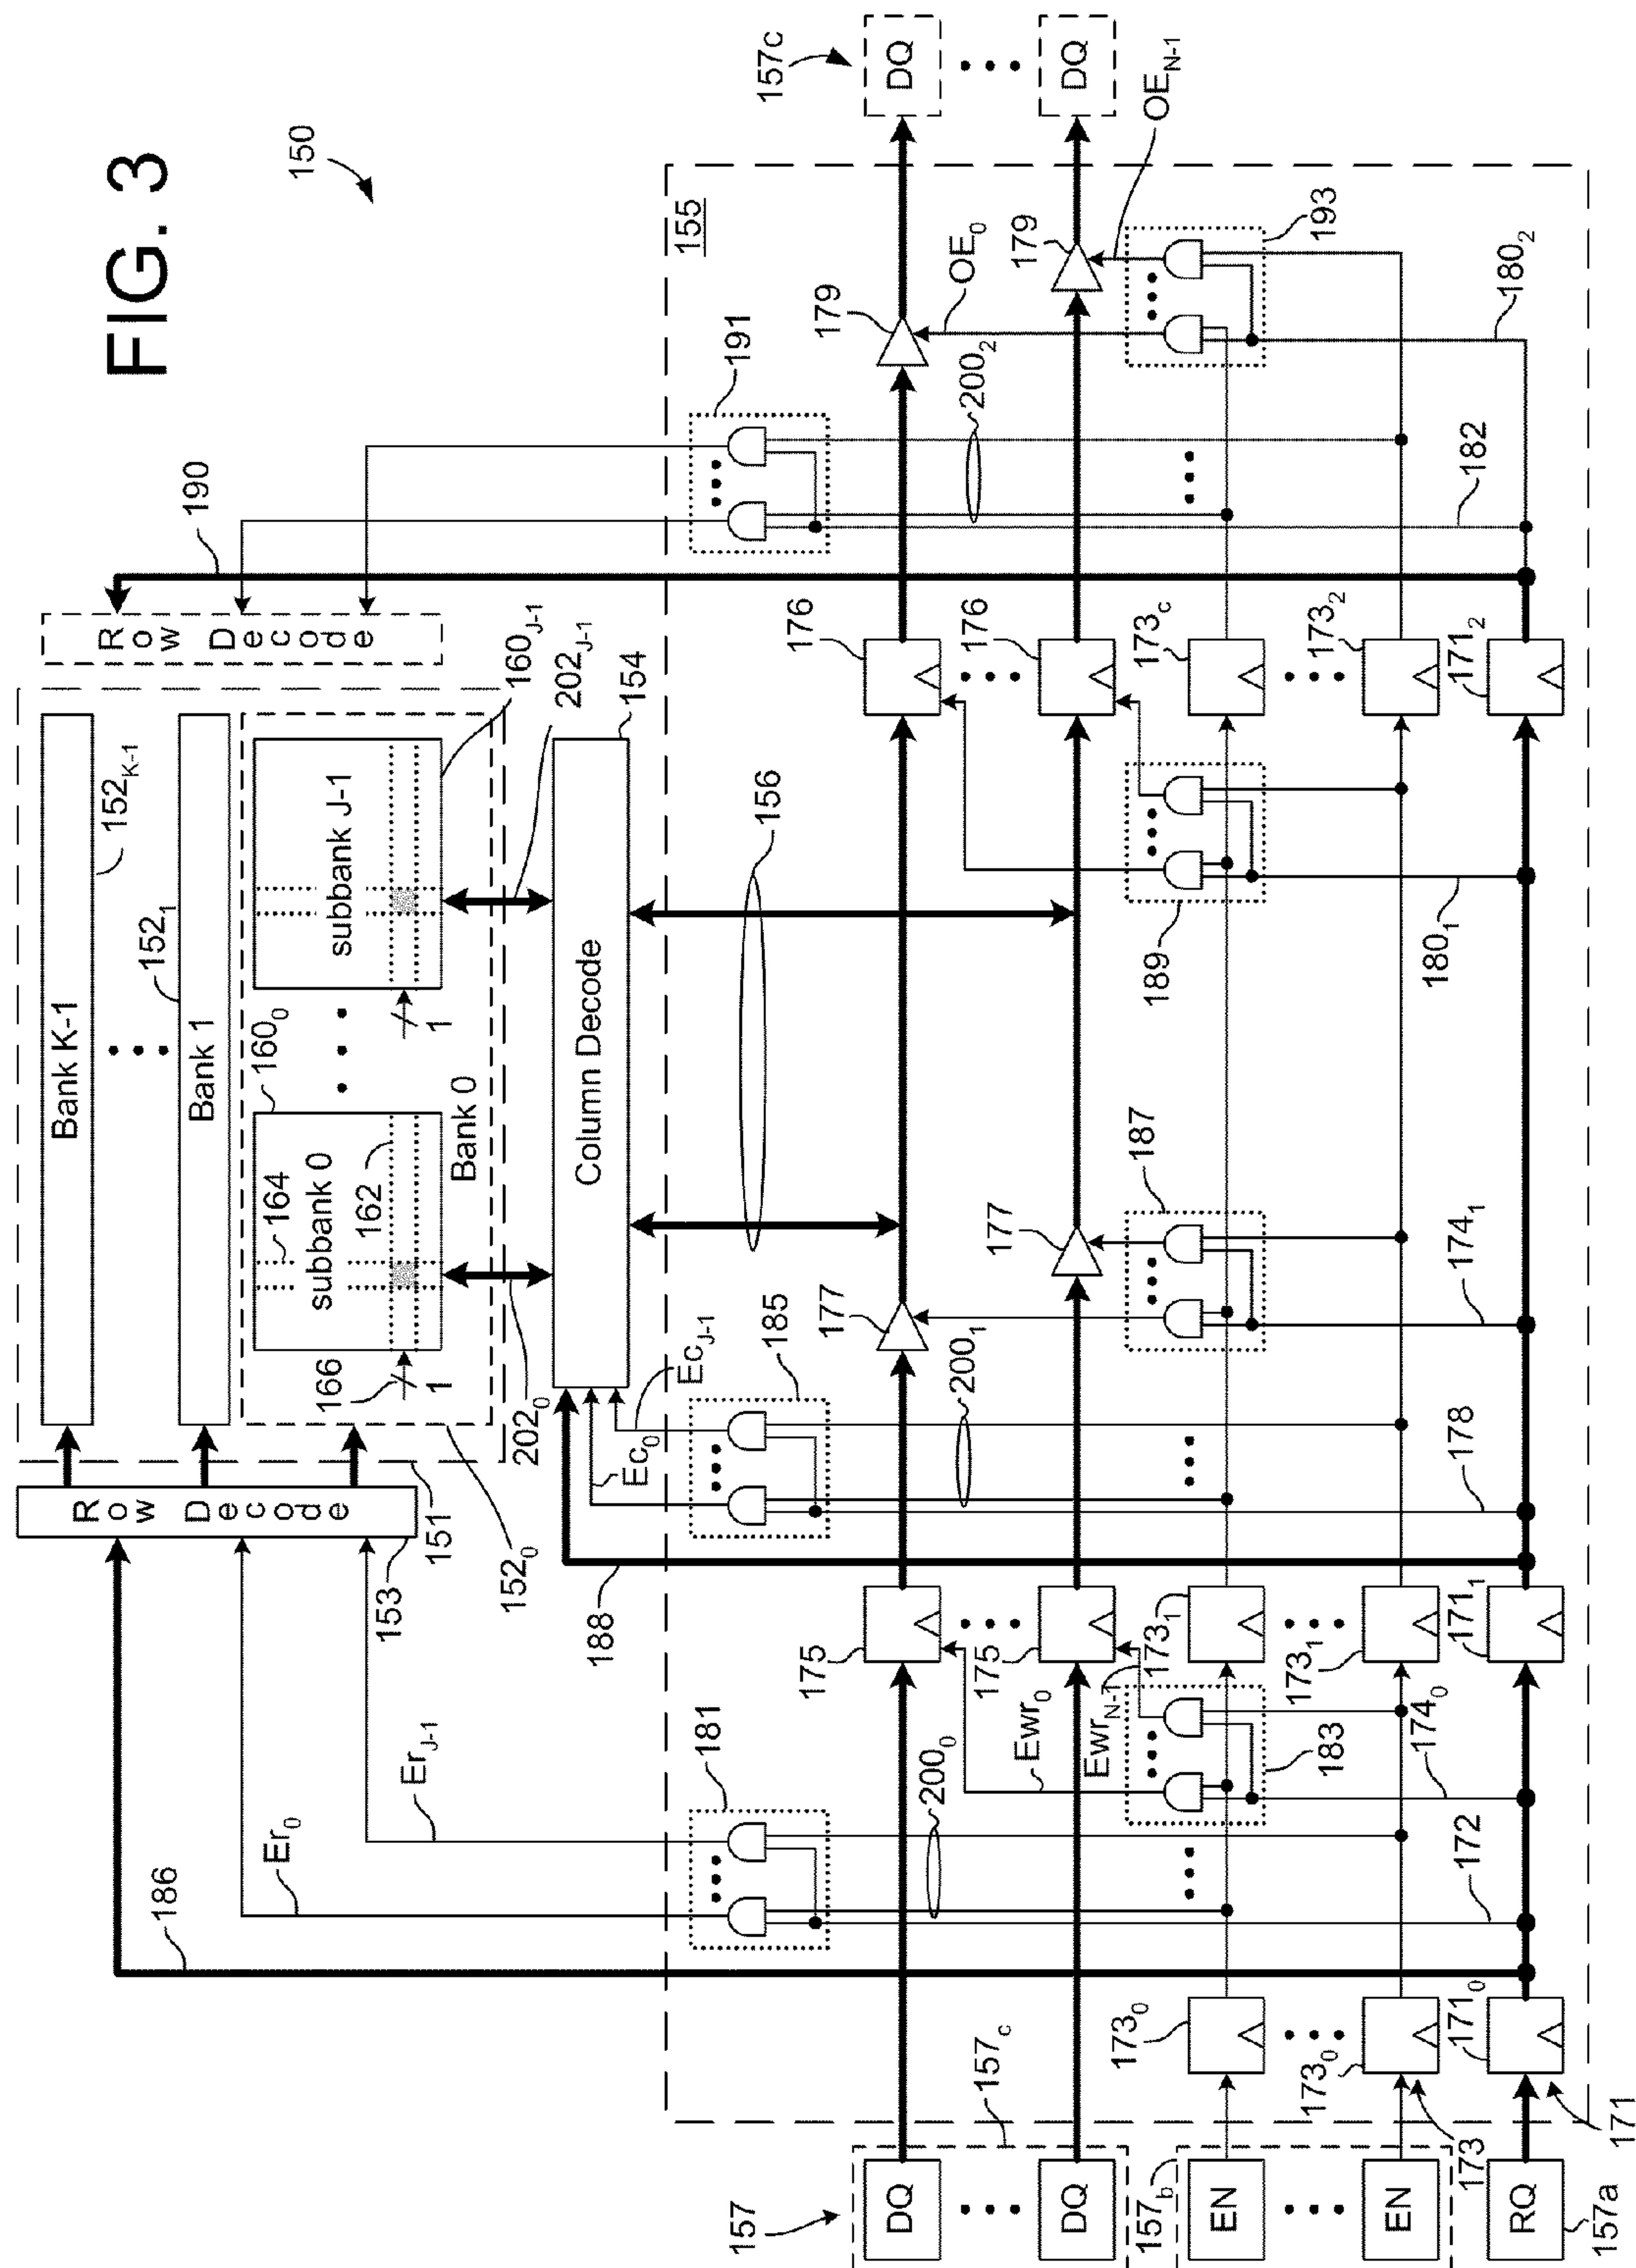 FIG. 3
150
190
Row Decode
Bank K-1
152K-1
Bank 1
152₁
subbank J-1
160J-1
1
202J-1
160₀
subbank 0
164
162
166
1
Bank 0
202₀
152₀
151
Row Decode
153
186
Er₀
ErJ-1
Column Decode
154
156
188
Ec₀
EcJ-1
155
181
185
191
200₀
200₁
200₂
157c
DQ
DQ
179
179
OE₀
OEN-1
193
180₂
182
176
176
173c
173₂
171₂
189
180₁
177
177
187
174₁
178
175
175
173₁
173₁
171₁
Ewr₀
EwrN-1
183
174₀
172
173₀
173₀
171₀
173
171
157
157c
DQ
DQ
157b
EN
EN
RQ
157a